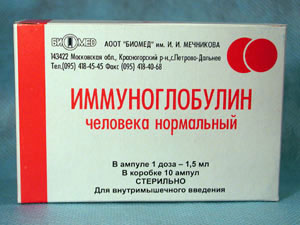 БИОМЕД АООТ "БИОМЕД" им. И. И. МЕЧНИКОВА
143422 Московская обл., Красногорский р-н,с.Петрово-Дальнее
Тел.(095) 418-45-45 Факс (095) 418-40-68
ИММУНОГЛОБУЛИН
человека нормальный
В ампуле 1 доза – 1,5 мл
В коробке 10 ампул
СТЕРИЛЬНО
Для внутримышечного введения